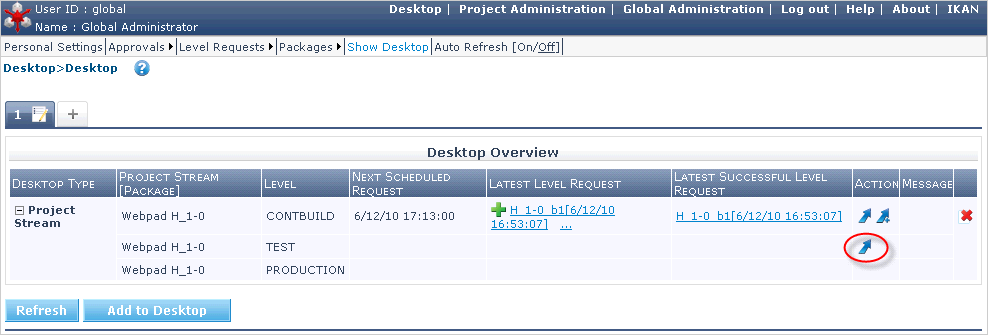 User ID : global
Name : Global Administrator
Desktop | Project Administration | Global Administration | Log out | Help | About | IKAN
Personal Settings Approvals Level Requests Packages Show Desktop Auto Refresh [On/Off]
Desktop>Desktop
1 +
Desktop Overview
Desktop Type Project Stream [Package] Level Next Scheduled Request Latest Level Request Latest Successful Level Request Action Message
Project Stream Webpad H_1-0 CONTBUILD 6/12/10 17:13:00 H_1-0_b1[6/12/10 16:53:07] ... H_1-0_b1[6/12/10 16:53:07]
Webpad H_1-0 TEST
Webpad H_1-0 PRODUCTION
Refresh Add to Desktop